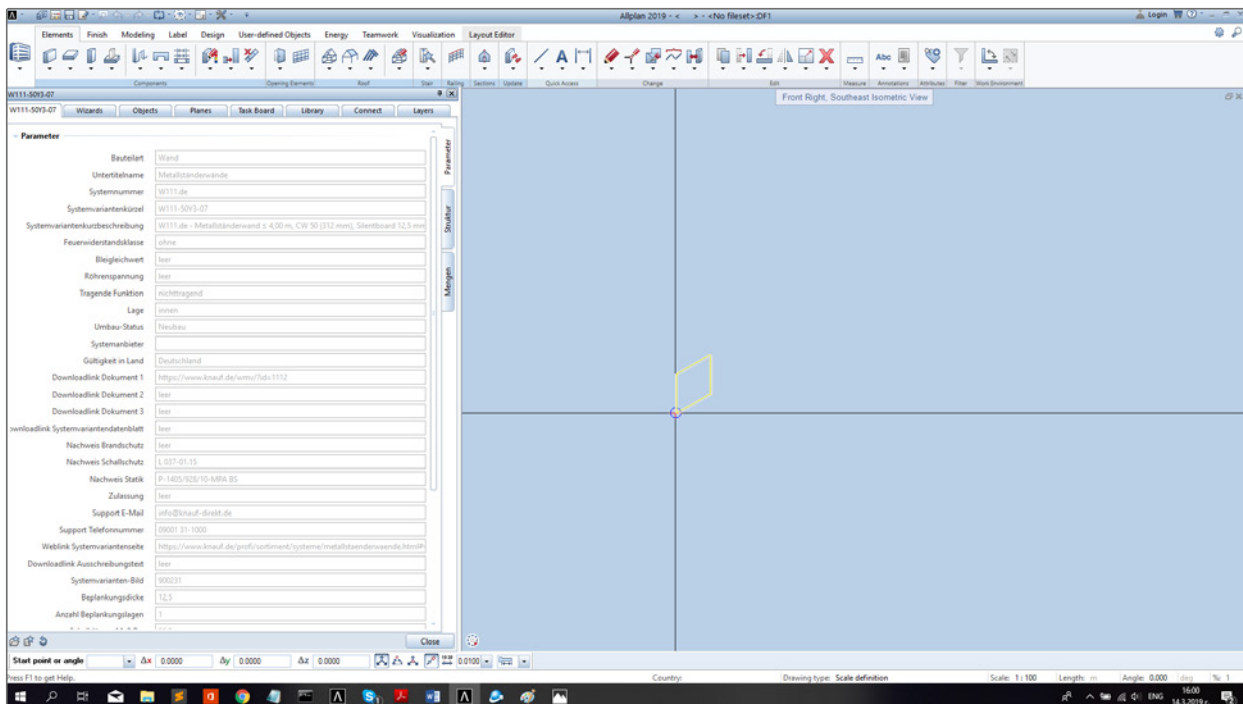 Allplan 2019 - < > - <No fileset>:DF1
Login
Elements Finish Modeling Label Design User-defined Objects Energy Teamwork Visualization Layout Editor
Abc
Components Opening Elements Roof Stair Railing Sections Update Quick Access Change Edit Measure Annotations Attributes Filter Work Environment
W111-50Y3-07
W111-50Y3-07 Wizards Objects Planes Task Board Library Connect Layers
Front Right, Southeast Isometric View
Parameter
Parameter
Struktur
Mengen
Bauteilart Wand
Untertitelname Metallständerwände
Systemnummer W111.de
Systemvariantenkürzel W111-50Y3-07
Systemvariantenkurzbeschreibung W111.de - Metallständerwand ≤ 4,00 m, CW 50 (312 mm), Silentboard 12,5 mm
Feuerwiderstandsklasse ohne
Bleigleichwert leer
Röhrenspannung leer
Tragende Funktion nichttragend
Lage innen
Umbau-Status Neubau
Systemanbieter
Gültigkeit in Land Deutschland
Downloadlink Dokument 1 https://www.knauf.de/wmv/?id=1112
Downloadlink Dokument 2 leer
Downloadlink Dokument 3 leer
ownloadlink Systemvariantendatenblatt leer
Nachweis Brandschutz leer
Nachweis Schallschutz L 037-01.15
Nachweis Statik P-1405/928/10-MPA BS
Zulassung leer
Support E-Mail info@knauf-direkt.de
Support Telefonnummer 09001 31-1000
Weblink Systemvariantenseite https://www.knauf.de/profi/sortiment/systeme/metallstaenderwaende.html#
Downloadlink Ausschreibungstext leer
Systemvarianten-Bild 900231
Beplankungsdicke 12,5
Anzahl Beplankungslagen 1
Close
Start point or angle Δx 0.0000 Δy 0.0000 Δz 0.0000 0.0100
Press F1 to get Help. Country: Drawing type: Scale definition Scale: 1 : 100 Length: m Angle: 0.000 deg %: 1
ENG 16:00
14.3.2019 г.